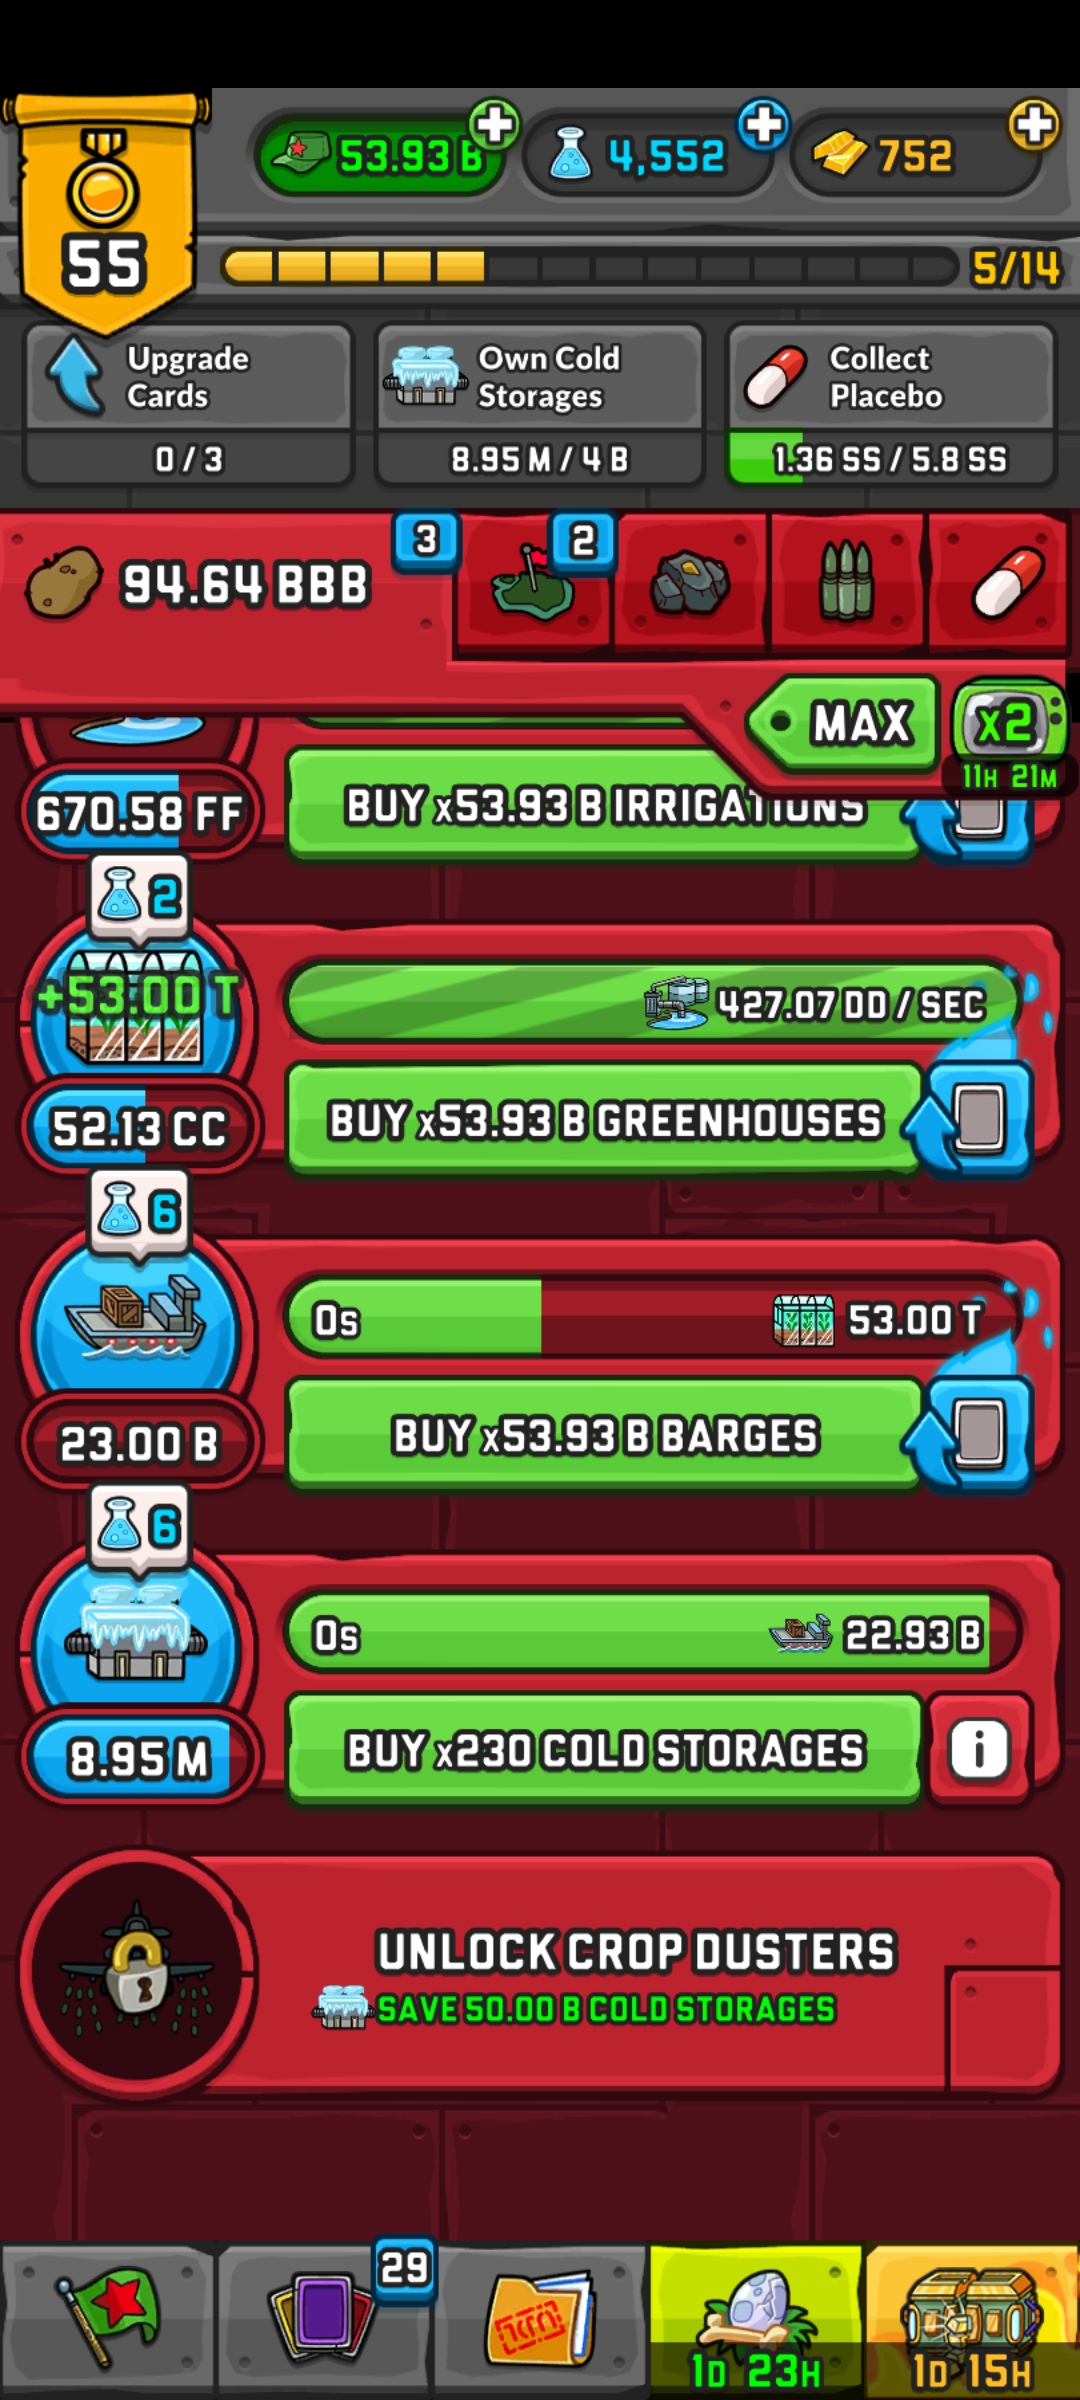 53.93 B
4,552
752
55
5/14
Upgrade
Cards
0 / 3
Own Cold
Storages
8.95 M / 4 B
Collect
Placebo
1.36 SS / 5.8 SS
94.64 BBB
3
2
MAX
x2
11H 21M
670.58 FF
BUY x53.93 B IRRIGATIONS
2
+53.00 T
427.07 DD / SEC
52.13 CC
BUY x53.93 B GREENHOUSES
6
0s
53.00 T
23.00 B
BUY x53.93 B BARGES
6
0s
22.93 B
8.95 M
BUY x230 COLD STORAGES
i
UNLOCK CROP DUSTERS
SAVE 50.00 B COLD STORAGES
29
1D 23H
1D 15H